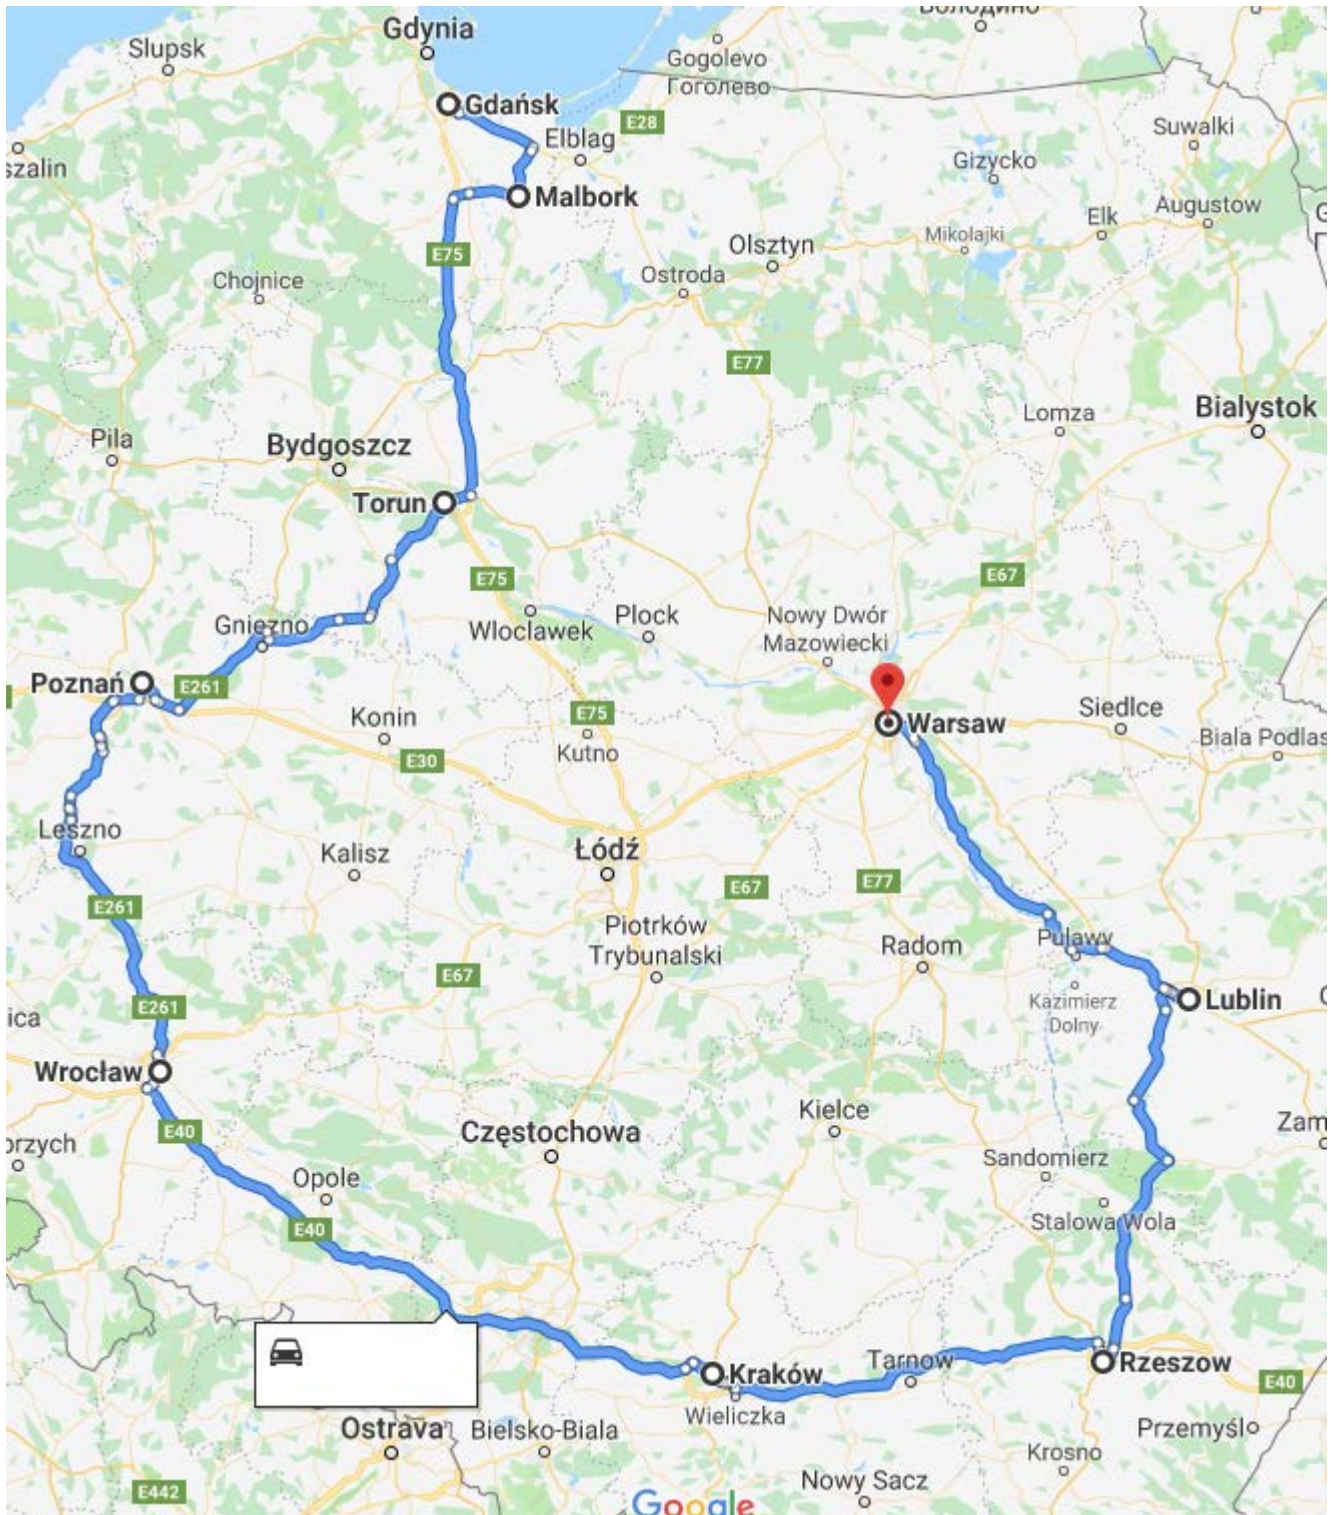 Володино
Gdynia
Slupsk
Gogolevo
Гоголево
Gdańsk
Elblag
E28
Suwalki
szalin
Gizycko
Malbork
Augustow
Elk
Mikolajki
Olsztyn
E75
Ostroda
Chojnice
E77
Lomza
Bialystok
Pila
Bydgoszcz
Torun
E75
E67
Plock
Nowy Dwór
Mazowiecki
Gniezno
Wloclawek
Poznań
E261
Konin
E75
Siedlce
Warsaw
Biala Podlas
Kutno
E30
Leszno
Łódź
Kalisz
E67
E77
E261
Piotrków
Trybunalski
Radom
Pulawy
E67
Kazimierz
Dolny
Lublin
E261
ica
Wrocław
Kielce
E40
Częstochowa
Zam
orzych
Sandomierz
Opole
Stalowa Wola
E40
Tarnow
Rzeszow
Kraków
E40
Wieliczka
Ostrava
Bielsko-Biala
Przemyśl
Krosno
Nowy Sacz
E442
Google